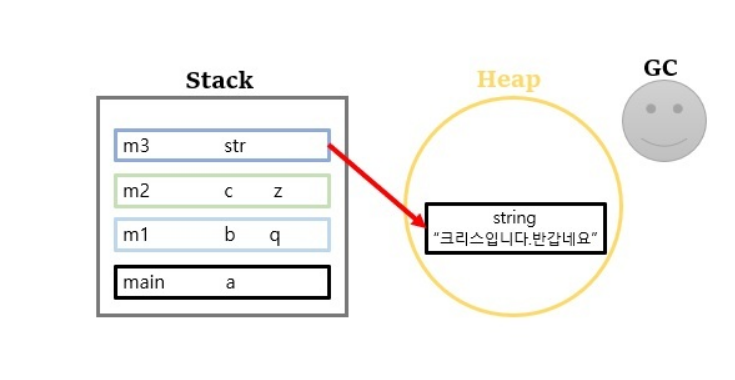 Stack
Heap
GC
m3 str
m2 c z
m1 b q
main a
string
"크리스입니다.반갑네요"